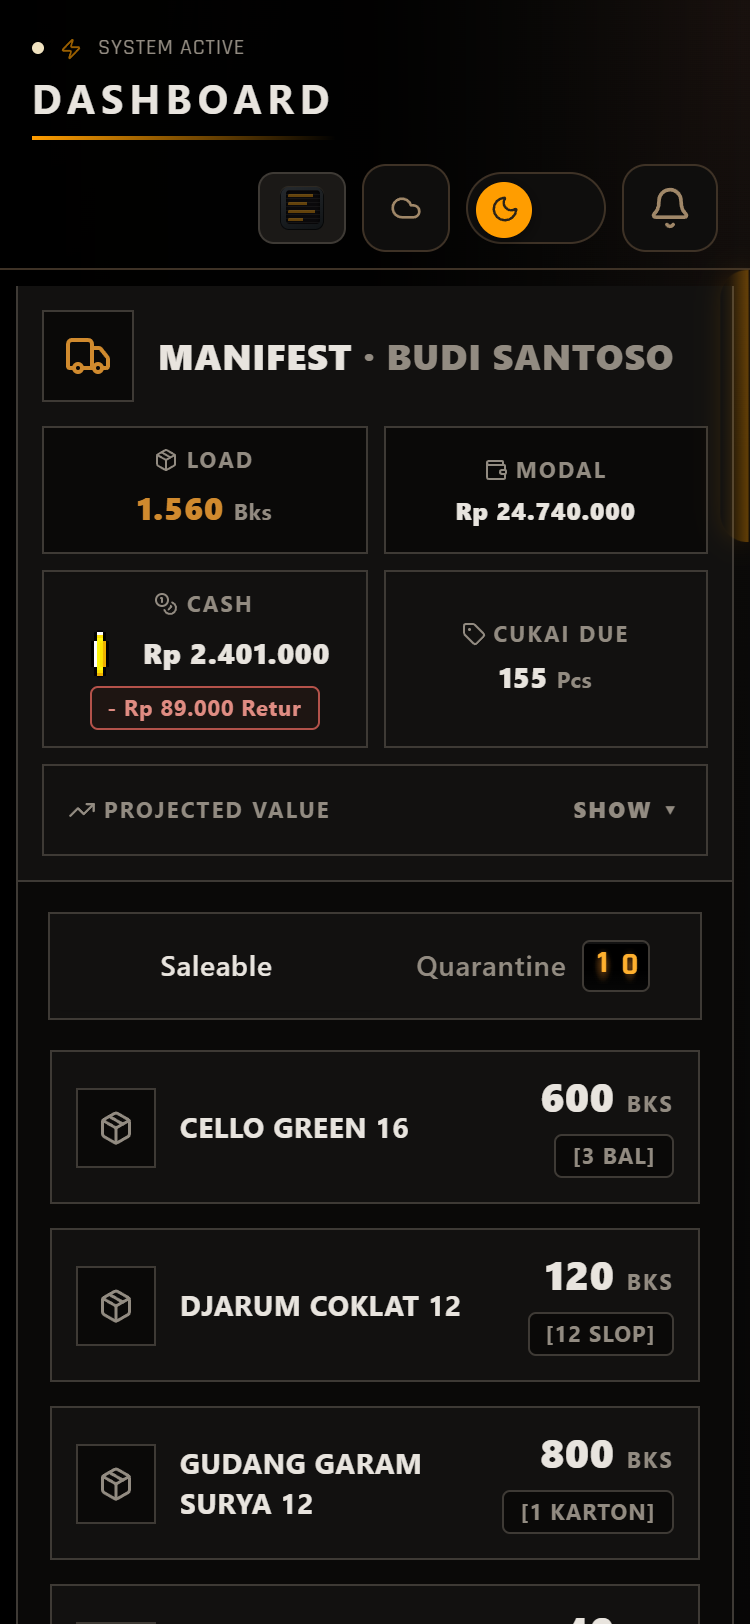 SYSTEM ACTIVE
DASHBOARD
MANIFEST · BUDI SANTOSO
LOAD
1.560 Bks
MODAL
Rp 24.740.000
CASH
Rp 2.401.000
- Rp 89.000 Retur
CUKAI DUE
155 Pcs
PROJECTED VALUE SHOW ▼
Saleable Quarantine 10
CELLO GREEN 16
600 BKS
[3 BAL]
DJARUM COKLAT 12
120 BKS
[12 SLOP]
GUDANG GARAM
SURYA 12
800 BKS
[1 KARTON]